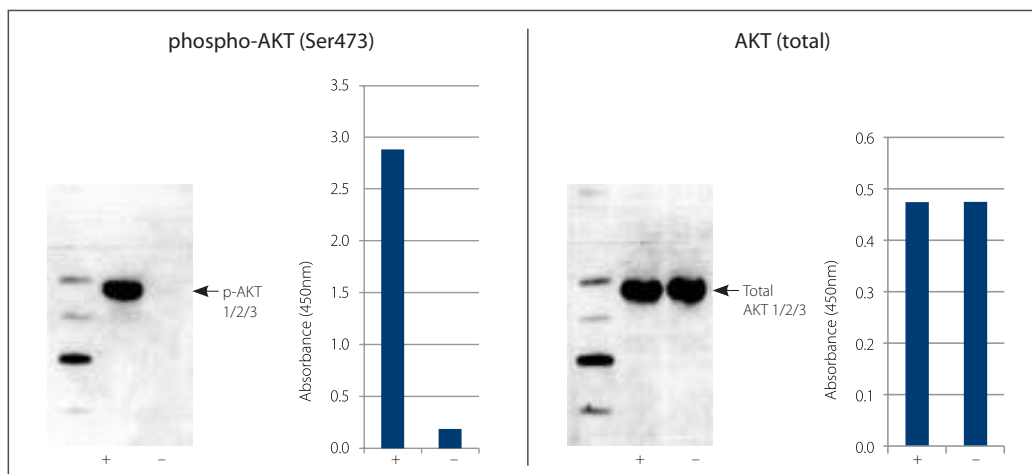 phospho-AKT (Ser473)
p-AKT
1/2/3
+ –
Absorbance (450nm)
3.5
3.0
2.5
2.0
1.5
1.0
0.5
0.0
+ –
AKT (total)
Total
AKT 1/2/3
+ –
Absorbance (450nm)
0.6
0.5
0.4
0.3
0.2
0.1
0.0
+ –